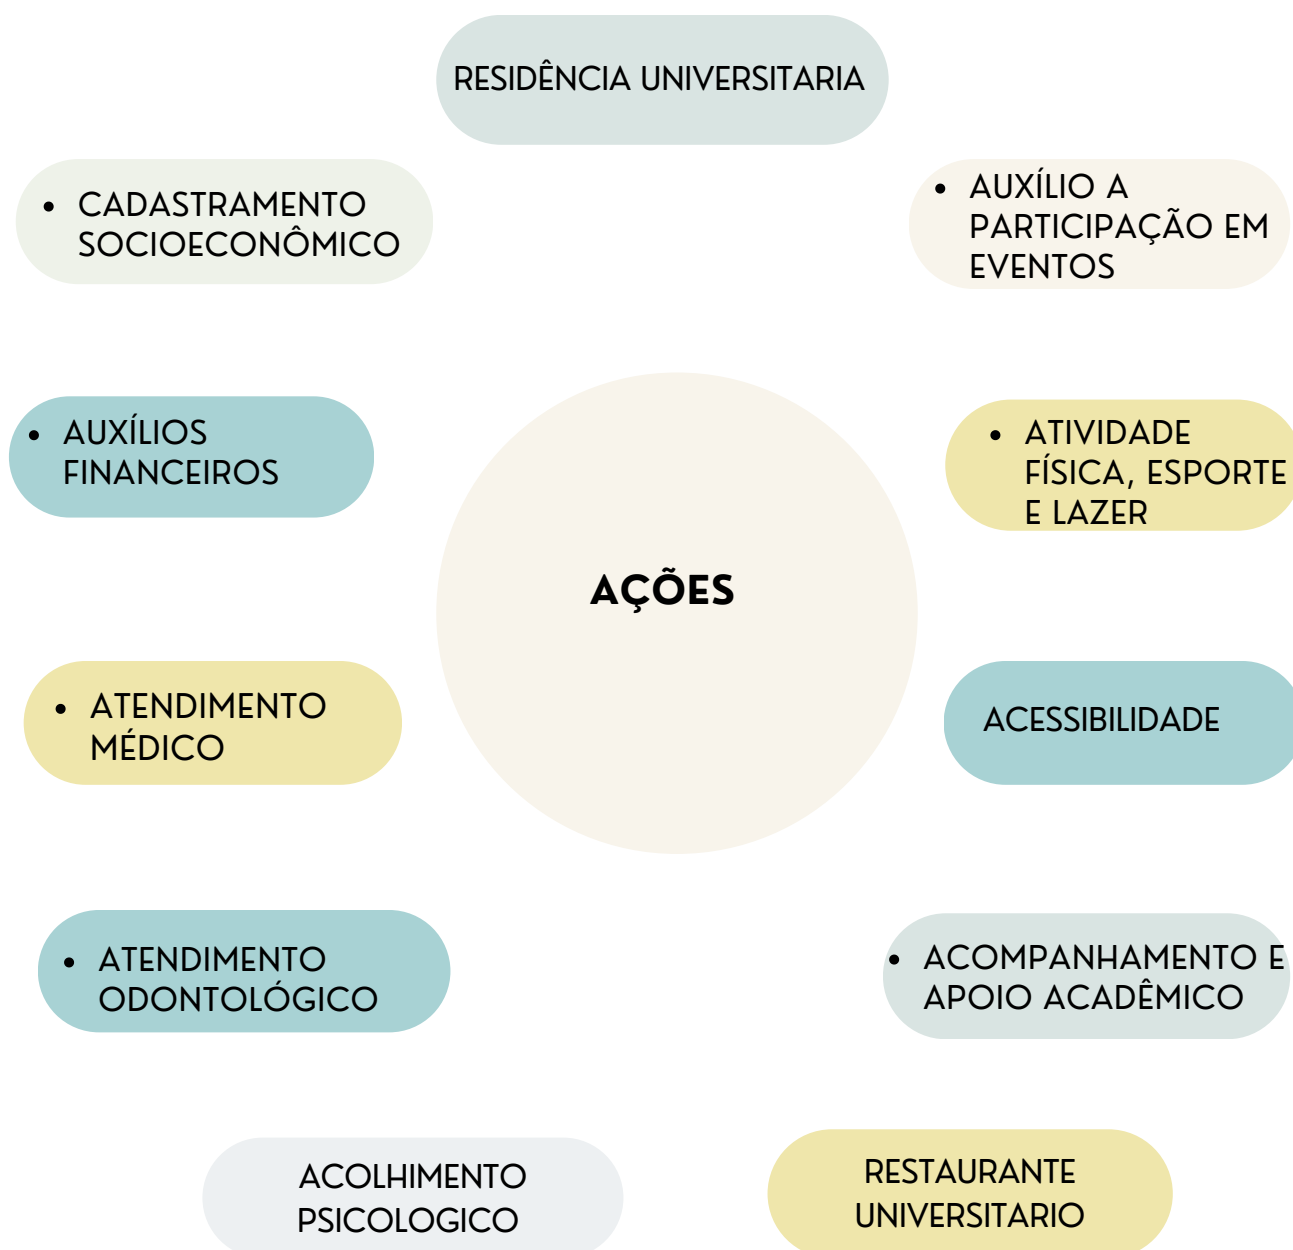 RESIDÊNCIA UNIVERSITARIA
• CADASTRAMENTO
SOCIOECONÔMICO
• AUXÍLIO A
PARTICIPAÇÃO EM
EVENTOS
• AUXÍLIOS
FINANCEIROS
• ATIVIDADE
FÍSICA, ESPORTE
E LAZER
AÇÕES
• ATENDIMENTO
MÉDICO
ACESSIBILIDADE
• ATENDIMENTO
ODONTOLÓGICO
• ACOMPANHAMENTO E
APOIO ACADÊMICO
ACOLHIMENTO
PSICOLOGICO
RESTAURANTE
UNIVERSITARIO